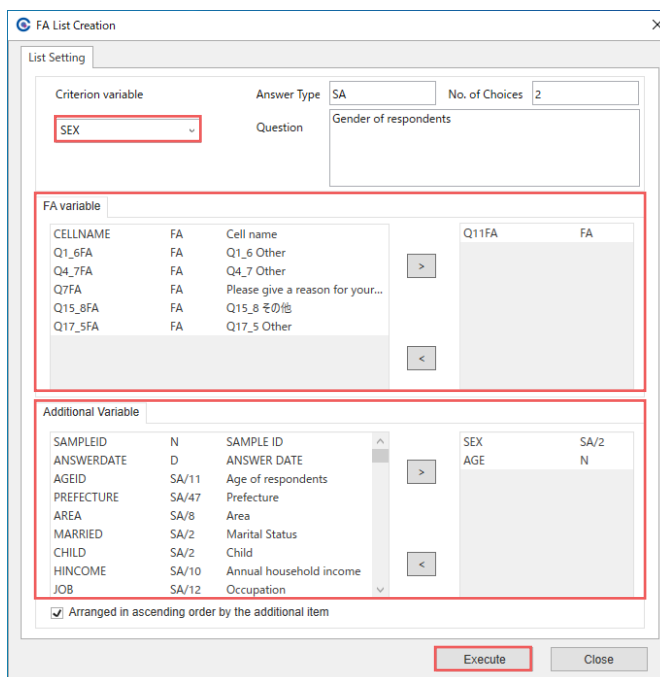 FA List Creation
List Setting
Criterion variable
Answer Type SA
No. of Choices 2
SEX
Question Gender of respondents
FA variable
CELLNAME FA Cell name
Q1_6FA FA Q1_6 Other
Q4_7FA FA Q4_7 Other
Q7FA FA Please give a reason for your...
Q15_8FA FA Q15_8 その他
Q17_5FA FA Q17_5 Other
>
<
Q11FA FA
Additional Variable
SAMPLEID N SAMPLE ID
ANSWERDATE D ANSWER DATE
AGEID SA/11 Age of respondents
PREFECTURE SA/47 Prefecture
AREA SA/8 Area
MARRIED SA/2 Marital Status
CHILD SA/2 Child
HINCOME SA/10 Annual household income
JOB SA/12 Occupation
>
<
SEX SA/2
AGE N
Arranged in ascending order by the additional item
Execute
Close